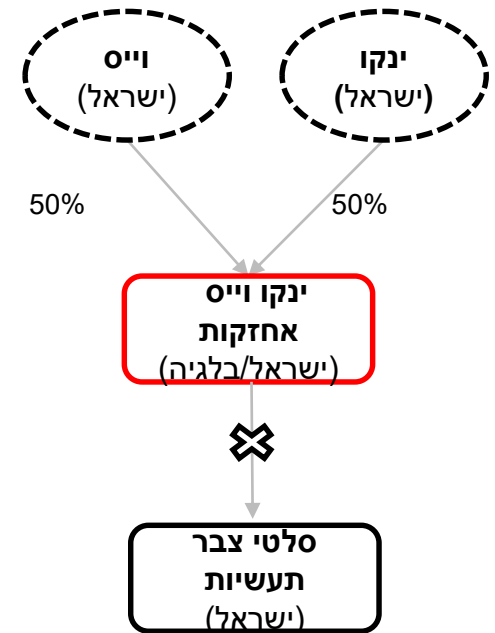 וייס
(ישראל)
ינקו
(ישראל)
50%
50%
ינקו וייס
אחזקות
(ישראל/בלגיה)
סלטי צבר
תעשיות
(ישראל)